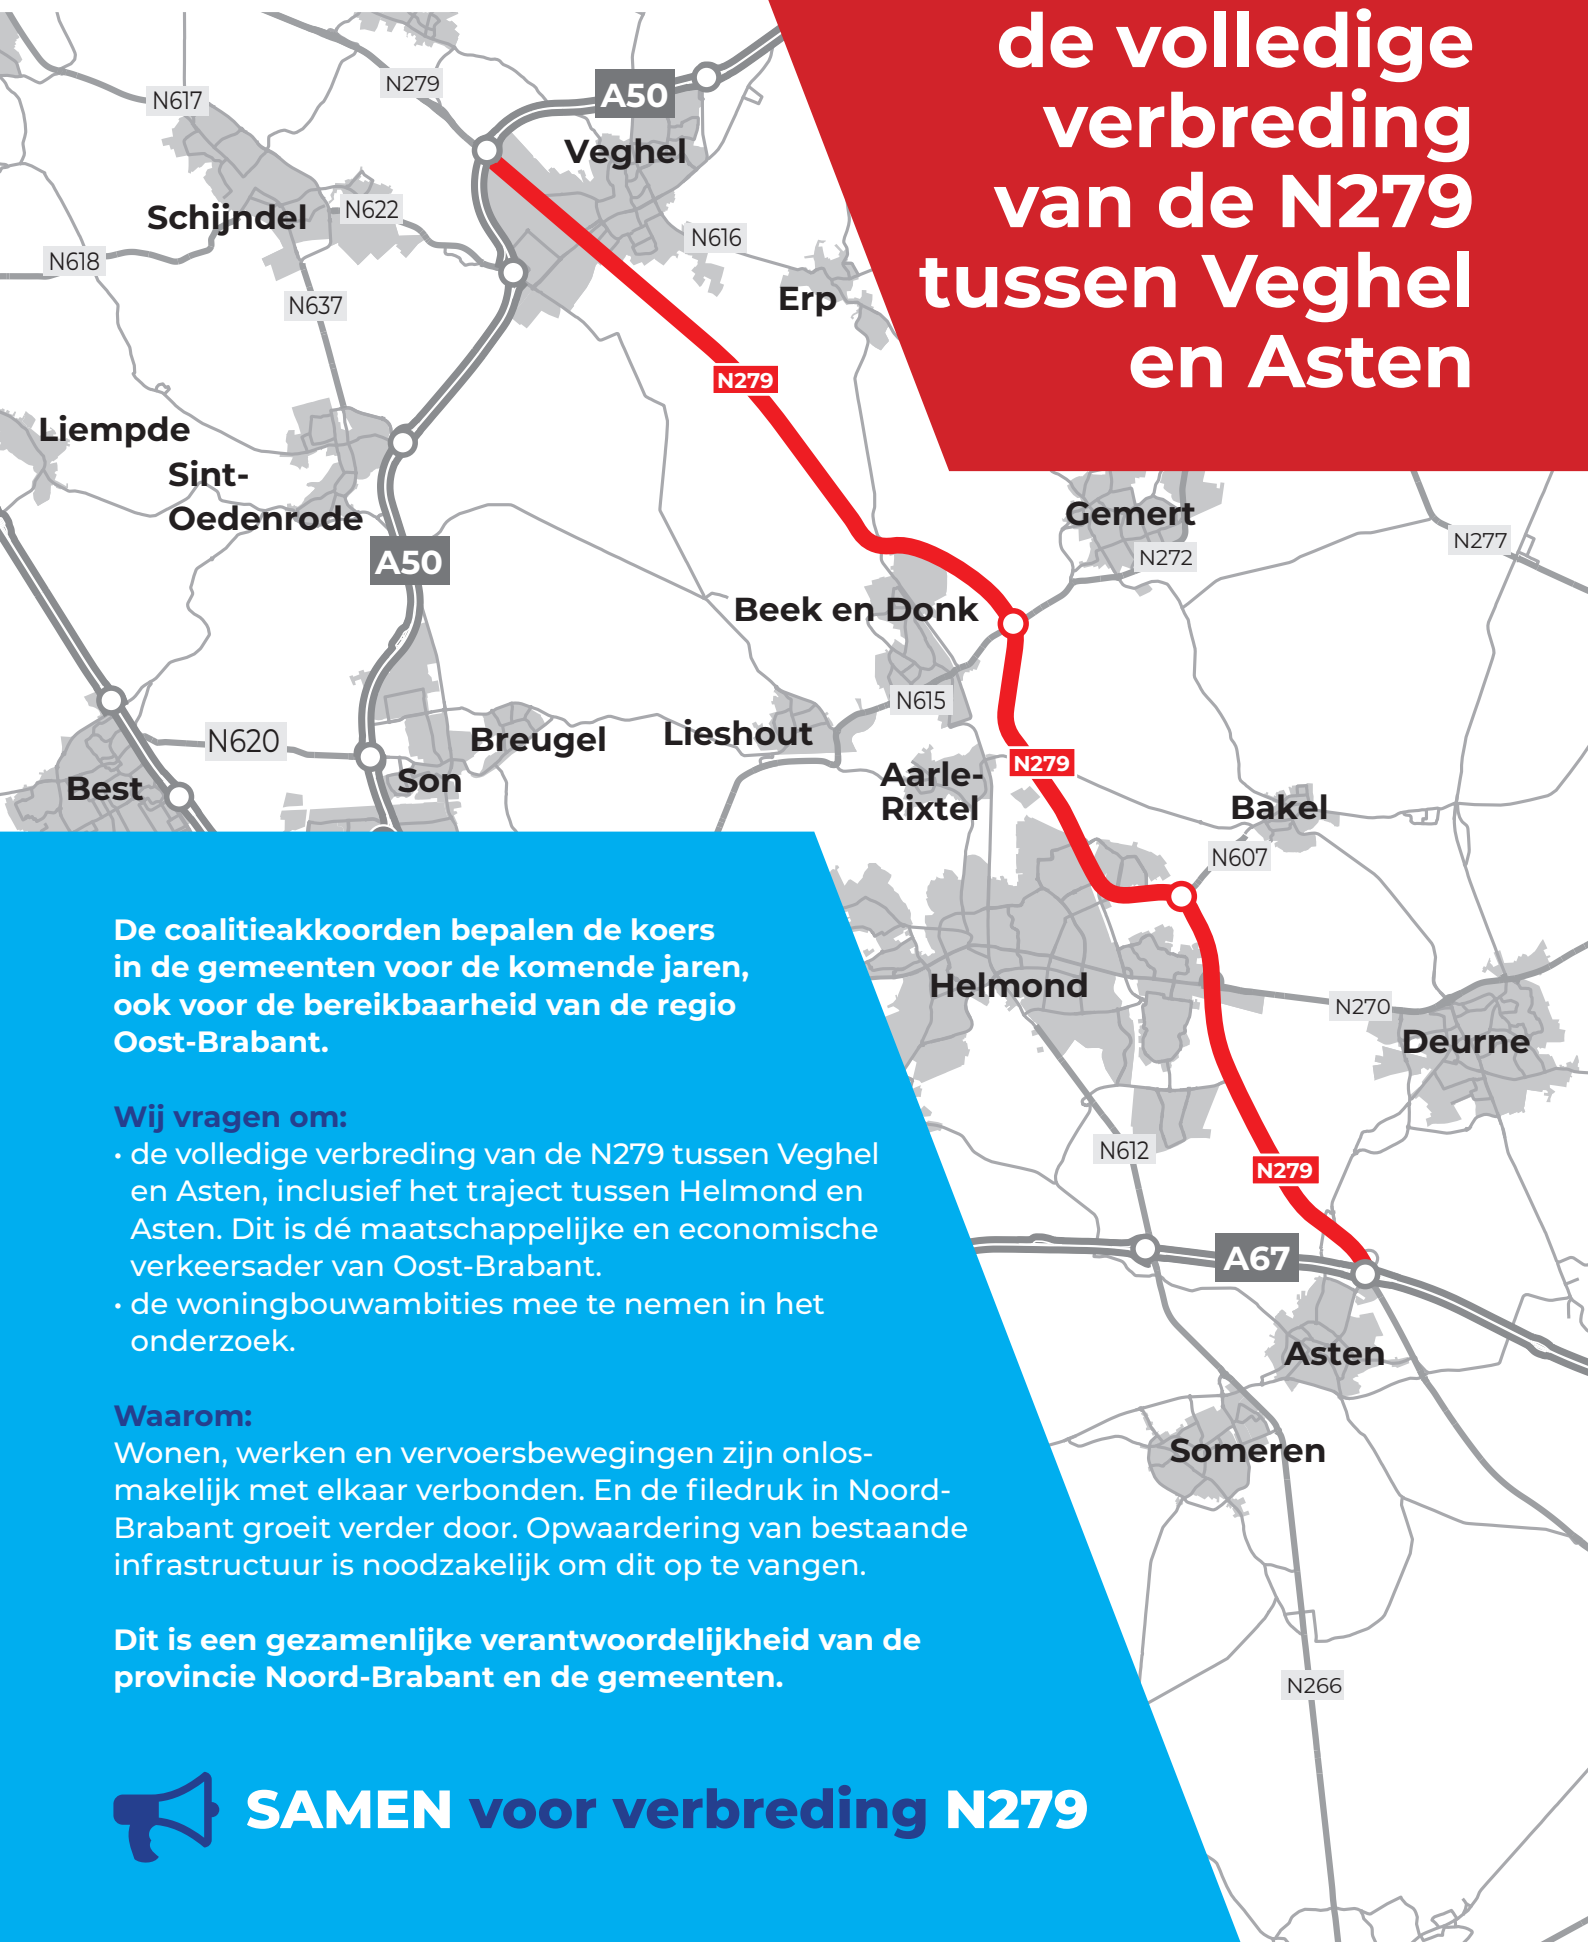 de volledige
verbreding
van de N279
tussen Veghel
en Asten
N617
N279
A50
Veghel
Schijndel
N622
N616
N618
N637
Erp
N279
Liempde
Sint-
Oedenrode
A50
Gemert
N277
N272
Beek en Donk
N615
N620
Breugel
Lieshout
Best
Son
N279
Aarle-
Rixtel
Bakel
N607
Helmond
N270
Deurne
N612
N279
A67
Asten
Someren
N266
De coalitieakkoorden bepalen de koers
in de gemeenten voor de komende jaren,
ook voor de bereikbaarheid van de regio
Oost-Brabant.
Wij vragen om:
• de volledige verbreding van de N279 tussen Veghel
en Asten, inclusief het traject tussen Helmond en
Asten. Dit is dé maatschappelijke en economische
verkeersader van Oost-Brabant.
• de woningbouwambities mee te nemen in het
onderzoek.
Waarom:
Wonen, werken en vervoersbewegingen zijn onlos-
makelijk met elkaar verbonden. En de filedruk in Noord-
Brabant groeit verder door. Opwaardering van bestaande
infrastructuur is noodzakelijk om dit op te vangen.
Dit is een gezamenlijke verantwoordelijkheid van de
provincie Noord-Brabant en de gemeenten.
SAMEN voor verbreding N279